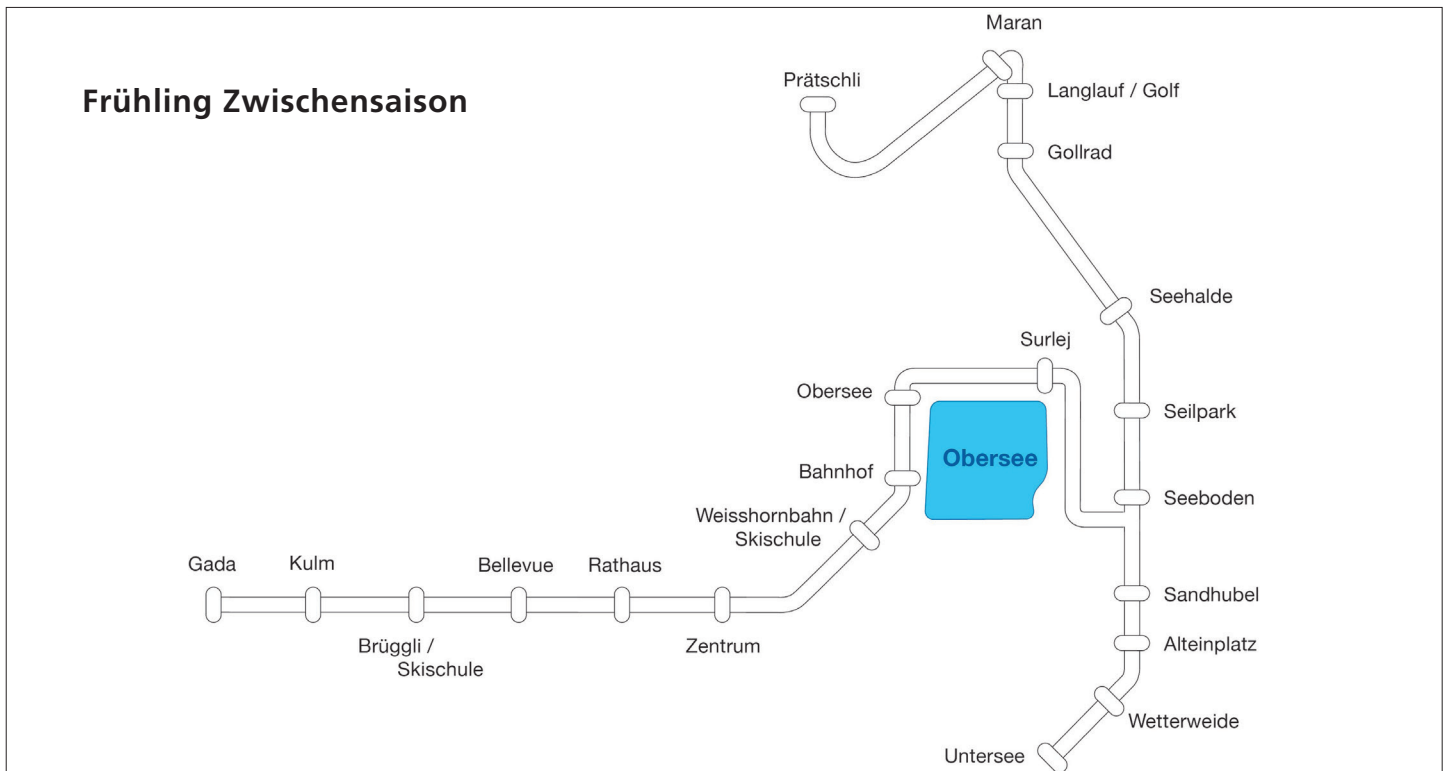 Frühling Zwischensaison
Maran
Prätschli
Langlauf / Golf
Gollrad
Seehalde
Surlej
Obersee
Seilpark
Obersee
Bahnhof
Seeboden
Weisshornbahn /
Skischule
Gada
Kulm
Bellevue
Rathaus
Sandhubel
Brüggli /
Skischule
Zentrum
Alteinplatz
Wetterweide
Untersee